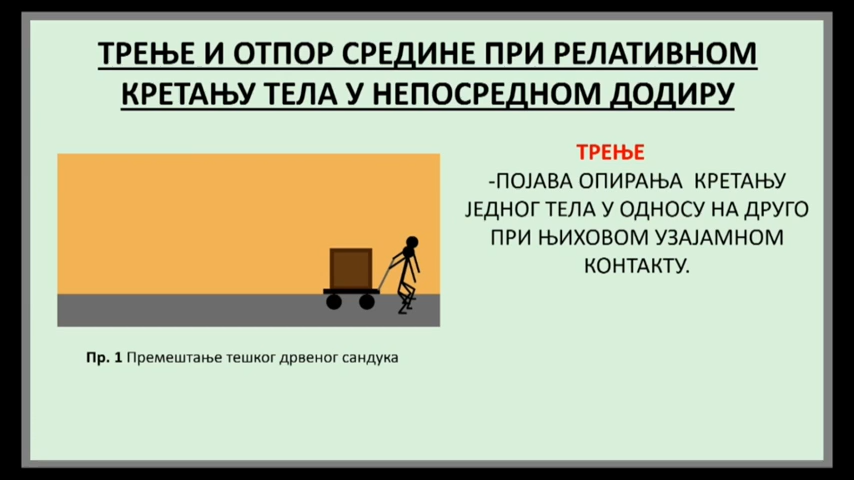 ТРЕЊЕ И ОТПОР СРЕДИНЕ ПРИ РЕЛАТИВНОМ
КРЕТАЊУ ТЕЛА У НЕПОСРЕДНОМ ДОДИРУ
ТРЕЊЕ
-ПОЈАВА ОПИРАЊА КРЕТАЊУ
ЈЕДНОГ ТЕЛА У ОДНОСУ НА ДРУГО
ПРИ ЊИХОВОМ УЗАЈАМНОМ
КОНТАКТУ.
Пр. 1 Премештање тешког дрвеног сандука